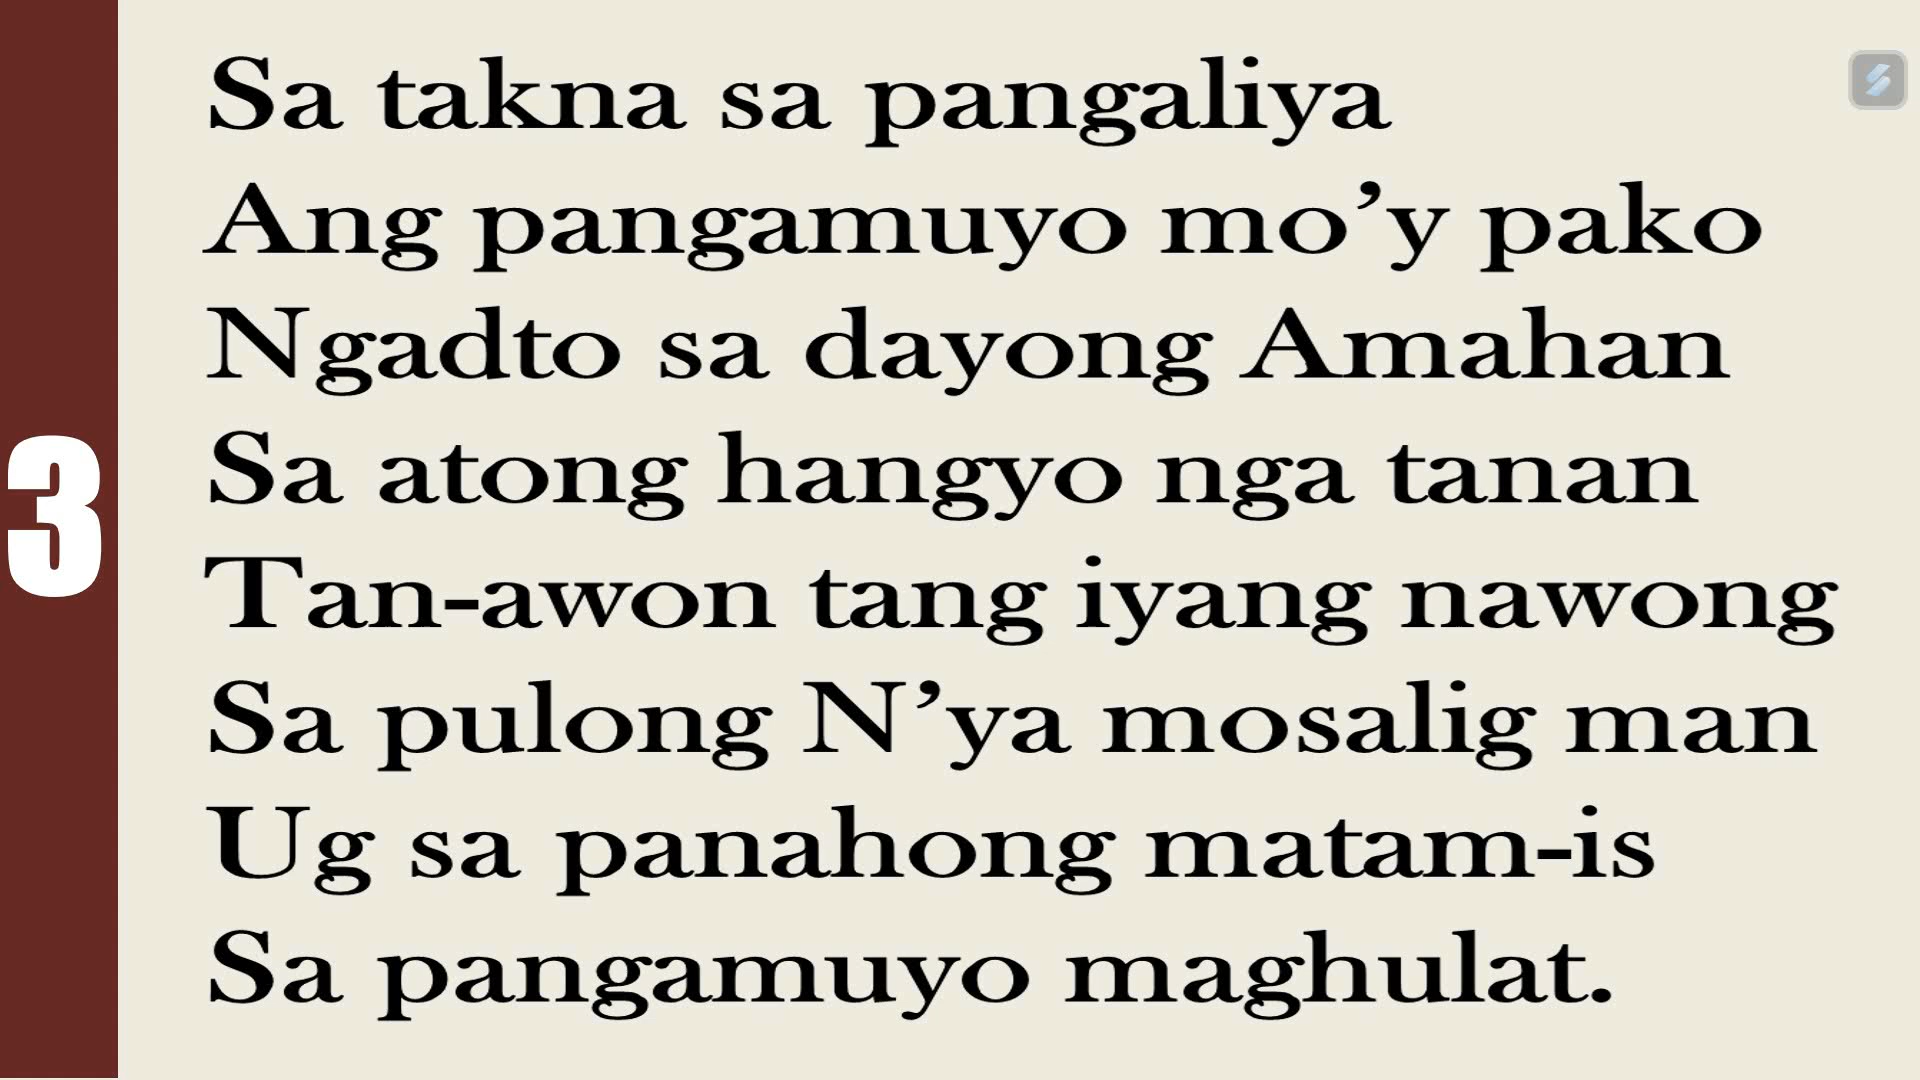 3
Sa takna sa pangaliya
Ang pangamuyo mo’y pako
Ngadto sa dayong Amahan
Sa atong hangyo nga tanan
Tan-awon tang iyang nawong
Sa pulong N’ya mosalig man
Ug sa panahong matam-is
Sa pangamuyo maghulat.